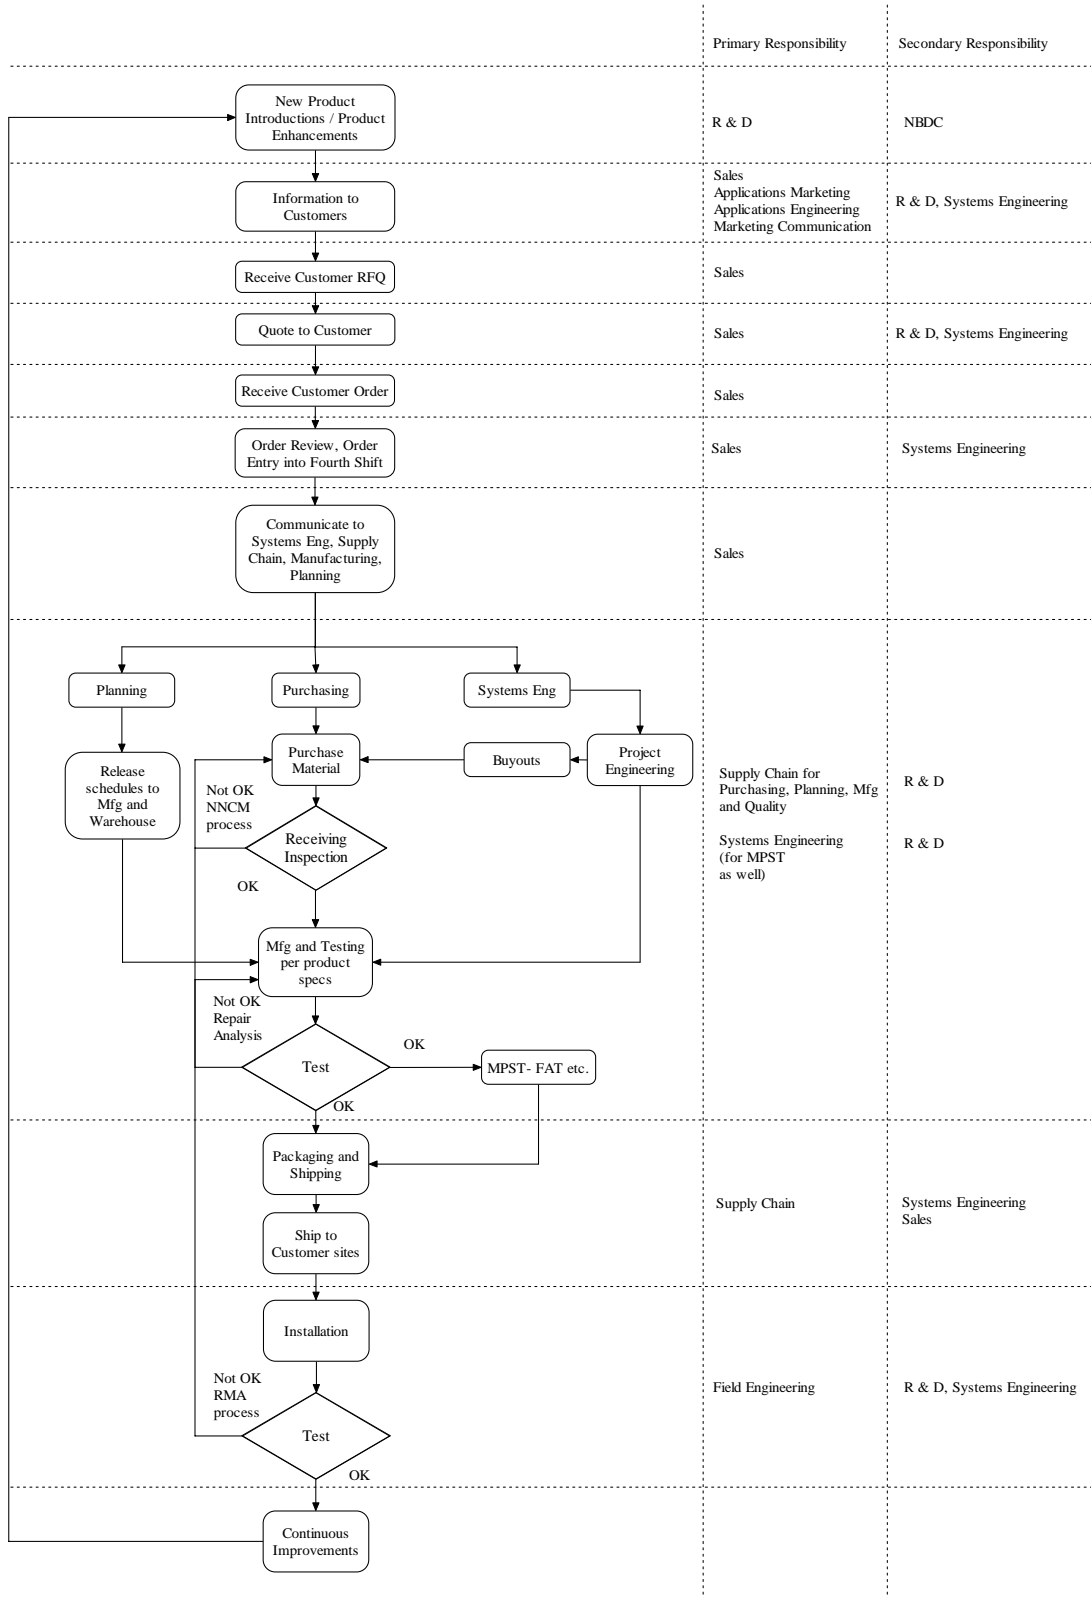 Primary Responsibility
Secondary Responsibility
New Product
Introductions / Product
Enhancements
R & D
NBDC
Information to
Customers
Sales
Applications Marketing
Applications Engineering
Marketing Communication
R & D, Systems Engineering
Receive Customer RFQ
Sales
Quote to Customer
Sales
R & D, Systems Engineering
Receive Customer Order
Sales
Order Review, Order
Entry into Fourth Shift
Sales
Systems Engineering
Communicate to
Systems Eng, Supply
Chain, Manufacturing,
Planning
Sales
Planning
Purchasing
Systems Eng
Release
schedules to
Mfg and
Warehouse
Purchase
Material
Buyouts
Project
Engineering
Not OK
NNCM
process
Receiving
Inspection
OK
Supply Chain for
Purchasing, Planning, Mfg
and Quality
R & D
Systems Engineering
(for MPST
as well)
R & D
Mfg and Testing
per product
specs
Not OK
Repair
Analysis
Test
OK
MPST- FAT etc.
OK
Packaging and
Shipping
Ship to
Customer sites
Supply Chain
Systems Engineering
Sales
Installation
Not OK
RMA
process
Test
OK
Field Engineering
R & D, Systems Engineering
Continuous
Improvements